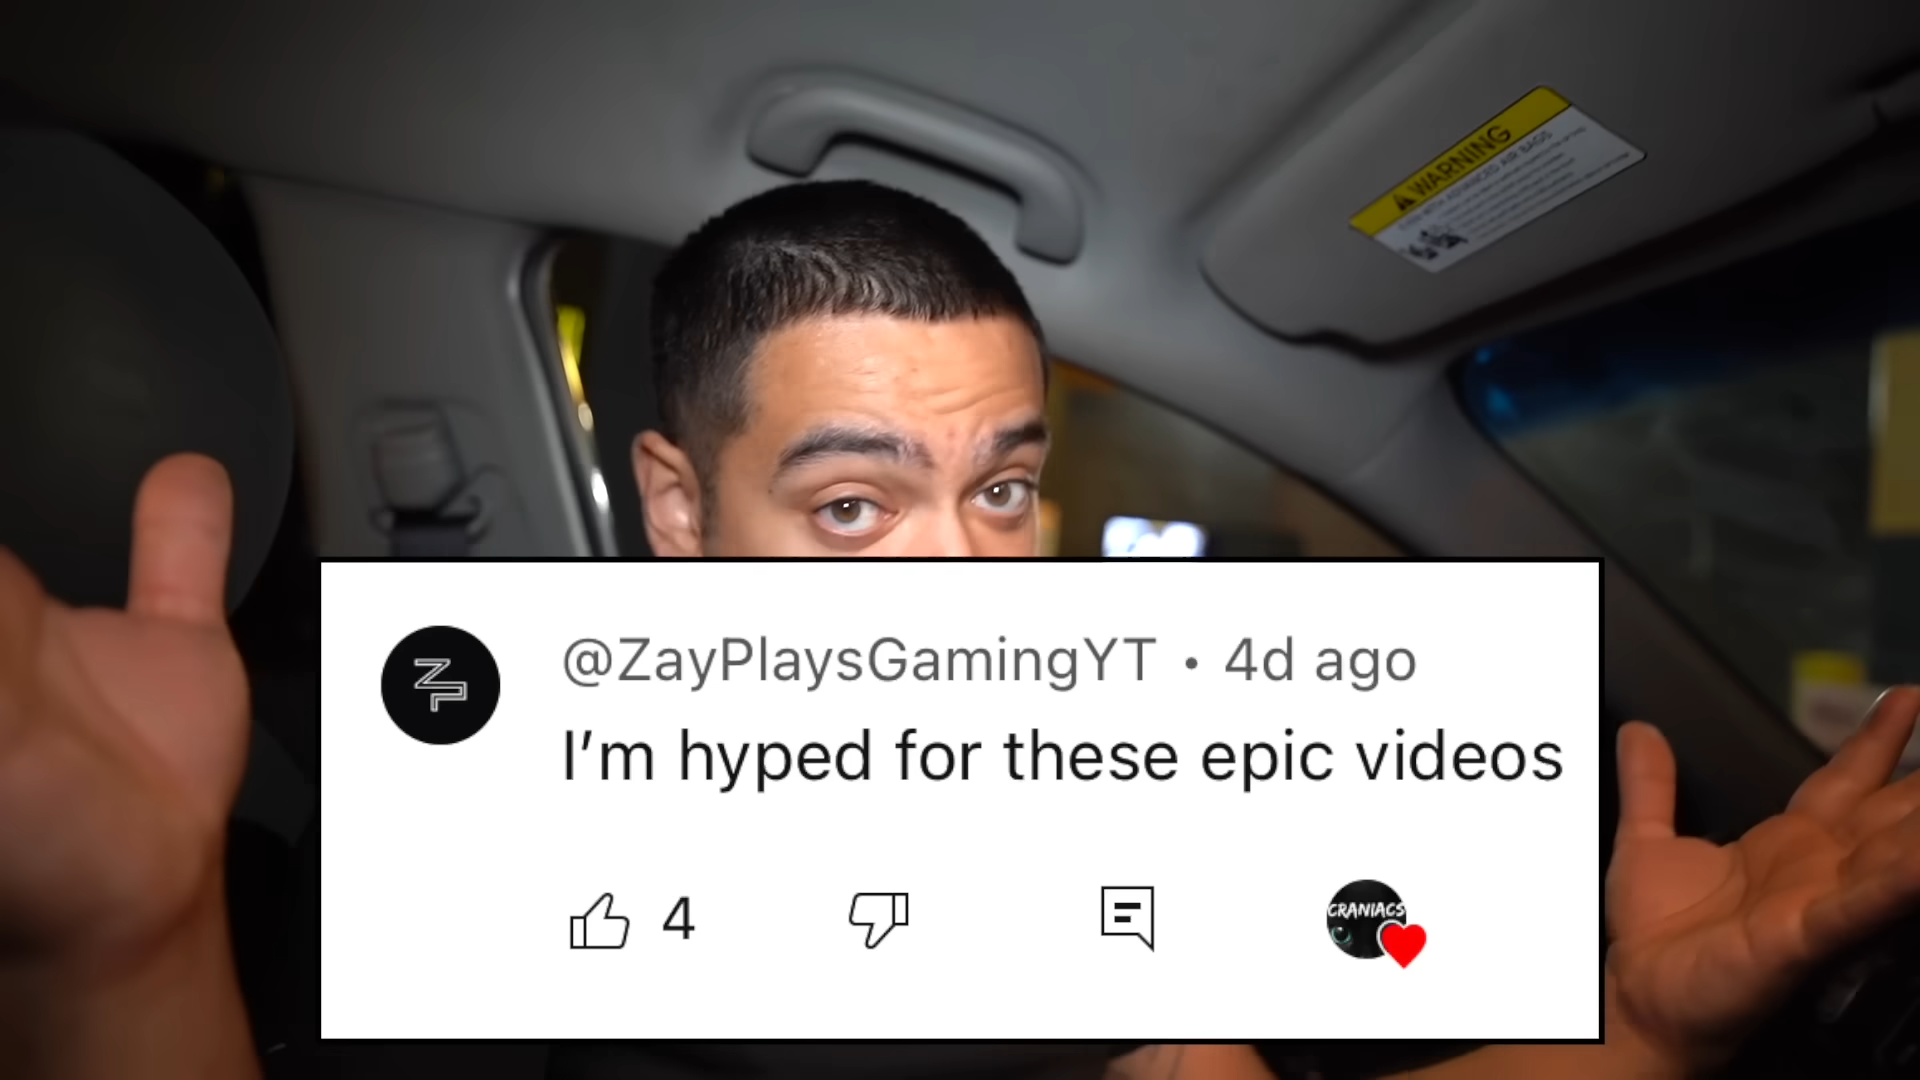 WARNING
@ZayPlaysGamingYT • 4d ago
I’m hyped for these epic videos
4
CRANIACS